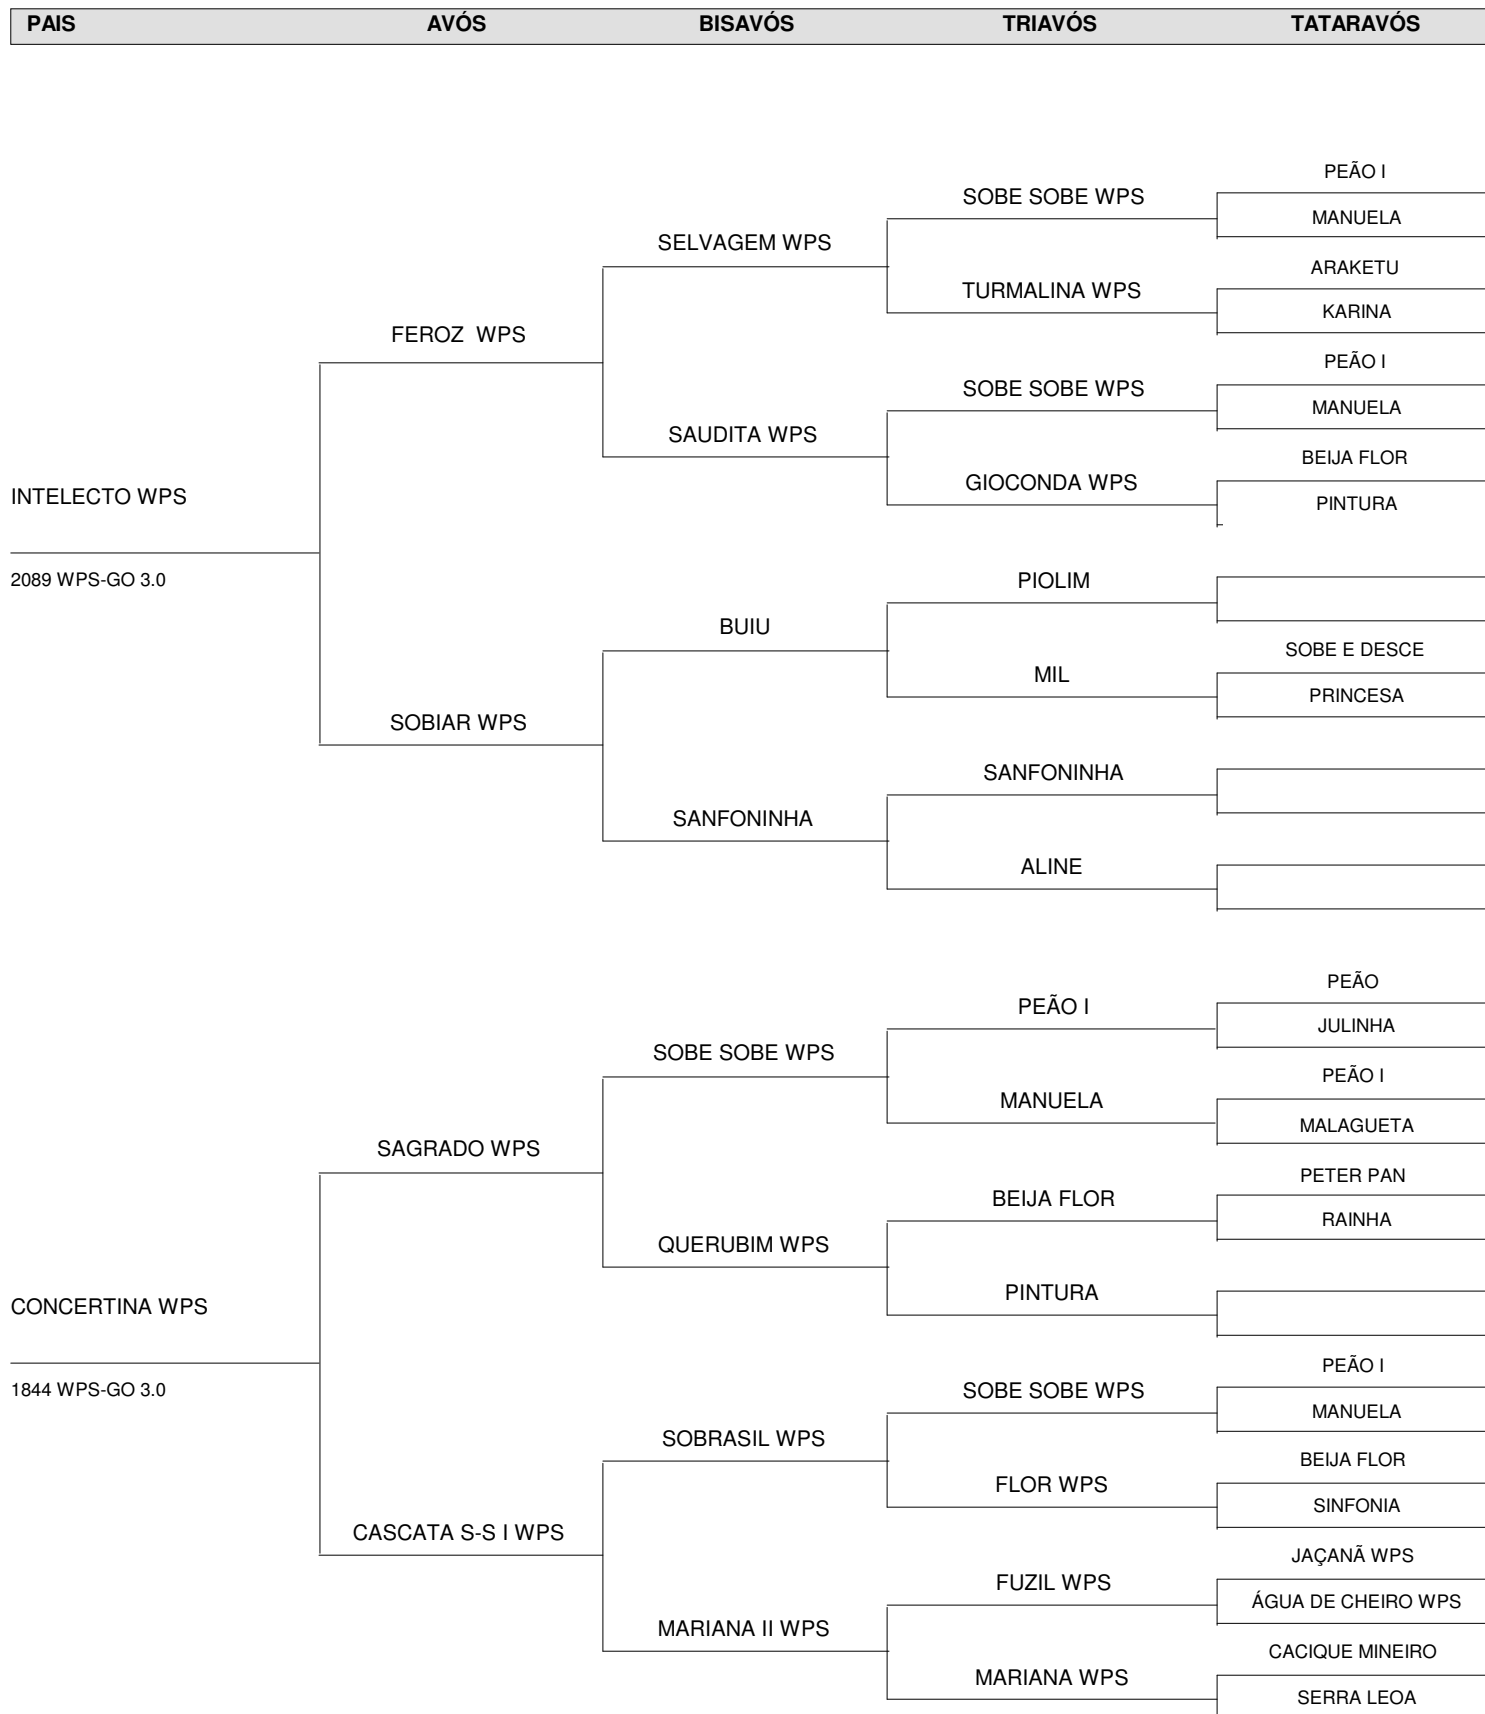 PAIS AVÓS BISAVÓS TRIAVÓS TATARAVÓS
PEÃO I
SOBE SOBE WPS
MANUELA
SELVAGEM WPS
ARAKETU
TURMALINA WPS
KARINA
FEROZ  WPS
PEÃO I
SOBE SOBE WPS
MANUELA
SAUDITA WPS
BEIJA FLOR
GIOCONDA WPS
INTELECTO WPS
PINTURA
2089 WPS-GO 3.0
PIOLIM
BUIU
SOBE E DESCE
MIL
PRINCESA
SOBIAR WPS
SANFONINHA
SANFONINHA
ALINE
PEÃO
PEÃO I
JULINHA
SOBE SOBE WPS
PEÃO I
MANUELA
MALAGUETA
SAGRADO WPS
PETER PAN
BEIJA FLOR
RAINHA
QUERUBIM WPS
PINTURA
CONCERTINA WPS
PEÃO I
1844 WPS-GO 3.0
SOBE SOBE WPS
MANUELA
SOBRASIL WPS
BEIJA FLOR
FLOR WPS
SINFONIA
CASCATA S-S I WPS
JAÇANÃ WPS
FUZIL WPS
ÁGUA DE CHEIRO WPS
MARIANA II WPS
CACIQUE MINEIRO
MARIANA WPS
SERRA LEOA